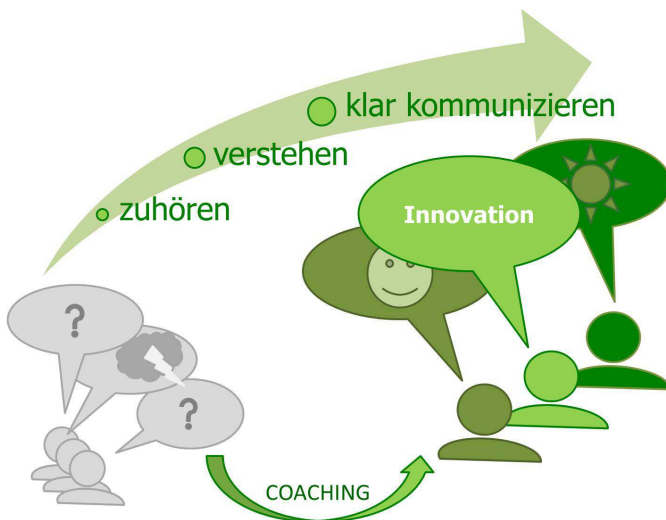 klar kommunizieren
verstehen
zuhören
Innovation
?
?
COACHING